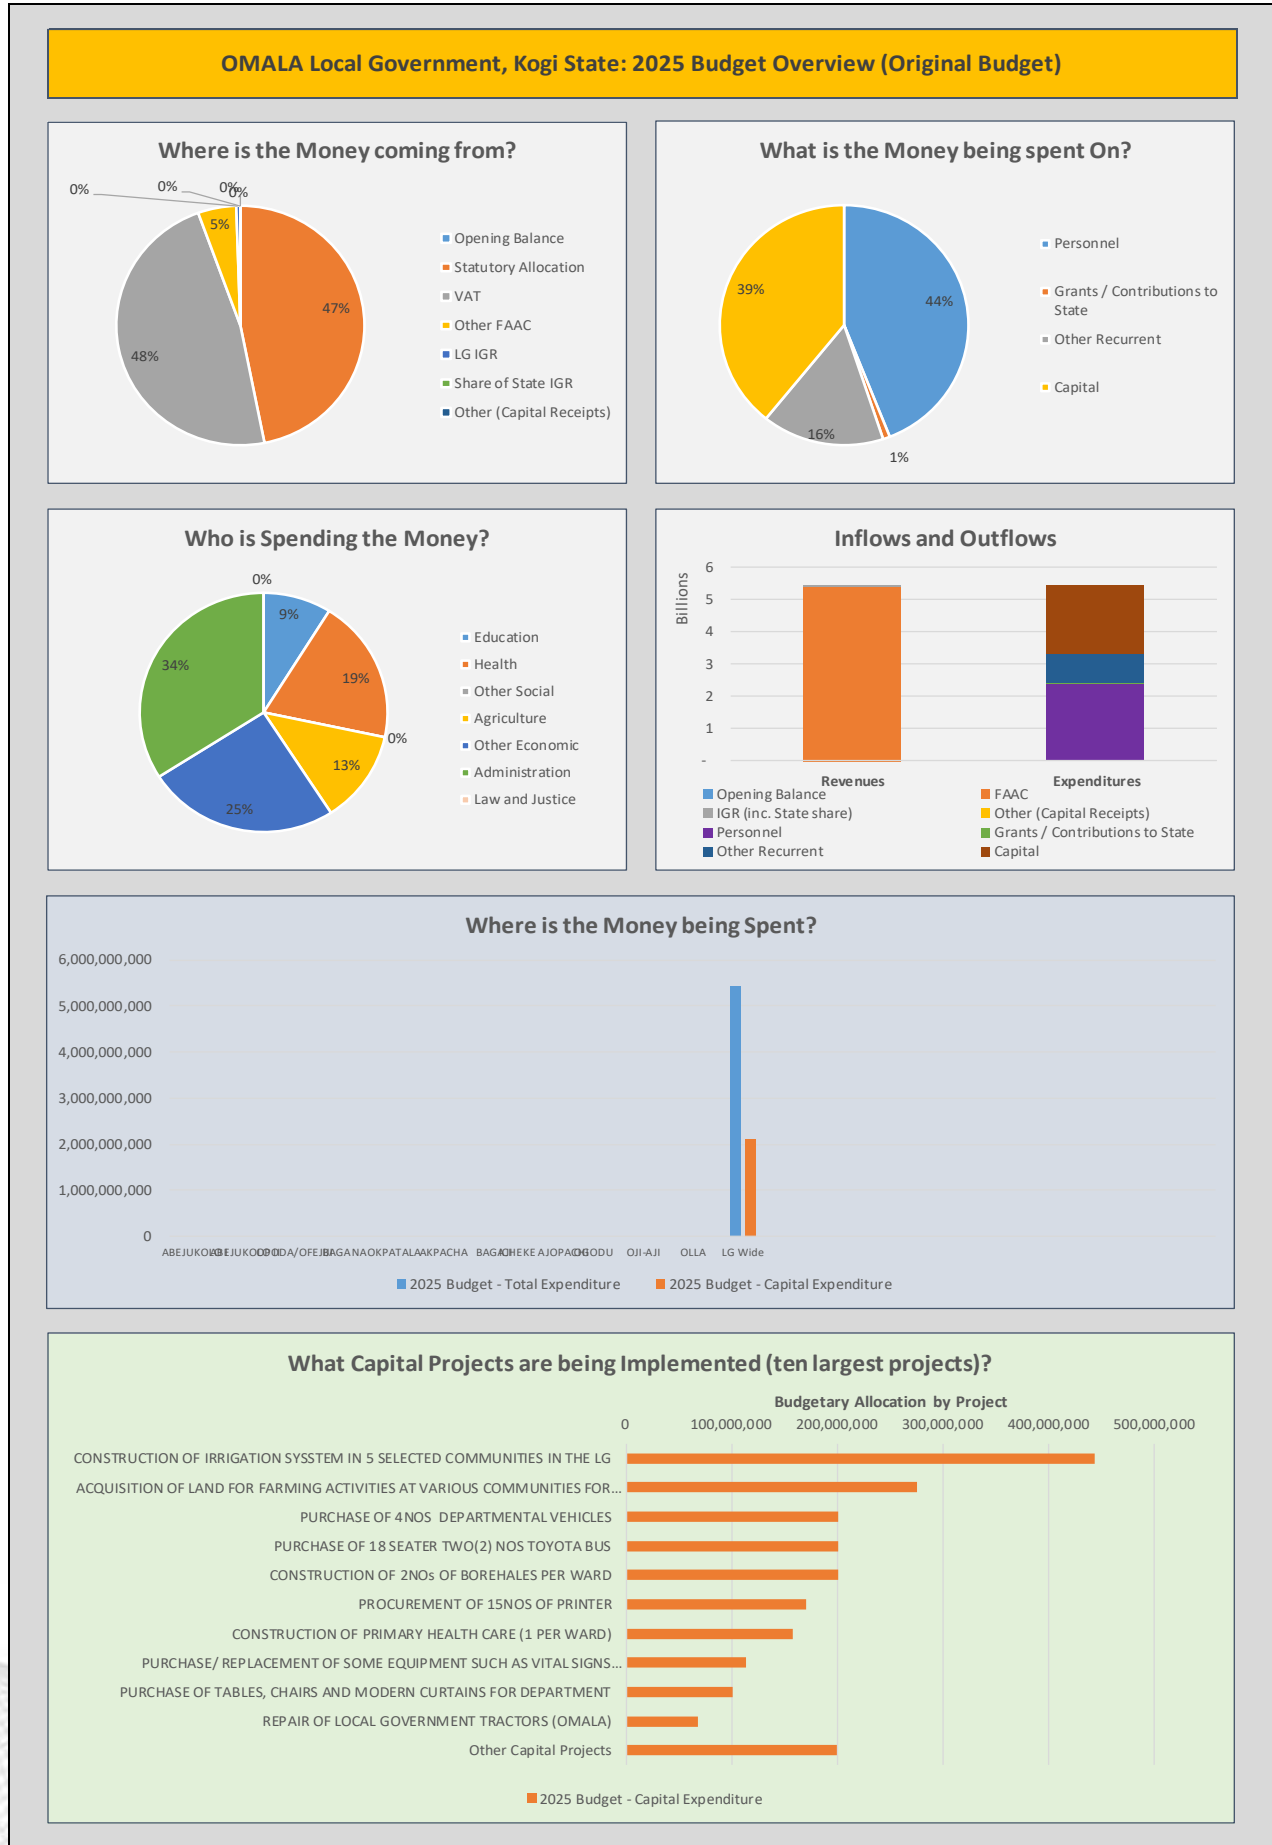 OMALA Local Government, Kogi State: 2025 Budget Overview (Original Budget)
Where is the Money coming from?
0%
0%
0%
0%
5%
47%
48%
Opening Balance
Statutory Allocation
VAT
Other FAAC
LG IGR
Share of State IGR
Other (Capital Receipts)
What is the Money being spent On?
39%
44%
16%
1%
Personnel
Grants / Contributions to
State
Other Recurrent
Capital
Who is Spending the Money?
0%
9%
34%
19%
0%
13%
25%
Education
Health
Other Social
Agriculture
Other Economic
Administration
Law and Justice
Inflows and Outflows
Billions
6
5
4
3
2
1
-
Revenues Expenditures
Opening Balance FAAC
IGR (inc. State share) Other (Capital Receipts)
Personnel Grants / Contributions to State
Other Recurrent Capital
Where is the Money being Spent?
6,000,000,000
5,000,000,000
4,000,000,000
3,000,000,000
2,000,000,000
1,000,000,000
0
AKPACHA OJI-AJI OLLA LG Wide
2025 Budget - Total Expenditure 2025 Budget - Capital Expenditure
What Capital Projects are being Implemented (ten largest projects)?
Budgetary Allocation by Project
0 100,000,000 200,000,000 300,000,000 400,000,000 500,000,000
CONSTRUCTION OF IRRIGATION SYSSTEM IN 5 SELECTED COMMUNITIES IN THE LG
ACQUISITION OF LAND FOR FARMING ACTIVITIES AT VARIOUS COMMUNITIES FOR...
PURCHASE OF 4NOS DEPARTMENTAL VEHICLES
PURCHASE OF 18 SEATER TWO(2) NOS TOYOTA BUS
CONSTRUCTION OF 2NOs OF BOREHALES PER WARD
PROCUREMENT OF 15NOS OF PRINTER
CONSTRUCTION OF PRIMARY HEALTH CARE (1 PER WARD)
PURCHASE/ REPLACEMENT OF SOME EQUIPMENT SUCH AS VITAL SIGNS...
PURCHASE OF TABLES, CHAIRS AND MODERN CURTAINS FOR DEPARTMENT
REPAIR OF LOCAL GOVERNMENT TRACTORS (OMALA)
Other Capital Projects
2025 Budget - Capital Expenditure